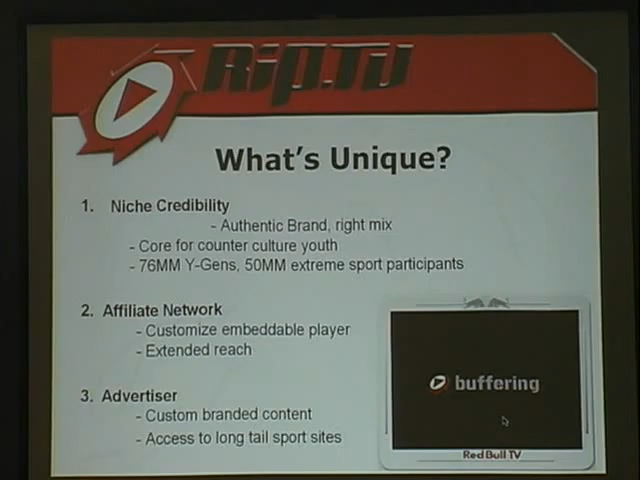 Rip.TV
What's Unique?
1. Niche Credibility
- Authentic Brand, right mix
- Core for counter culture youth
- 76MM Y-Gens, 50MM extreme sport participants
2. Affiliate Network
- Customize embeddable player
- Extended reach
3. Advertiser
- Custom branded content
- Access to long tail sport sites
buffering
Red Bull TV